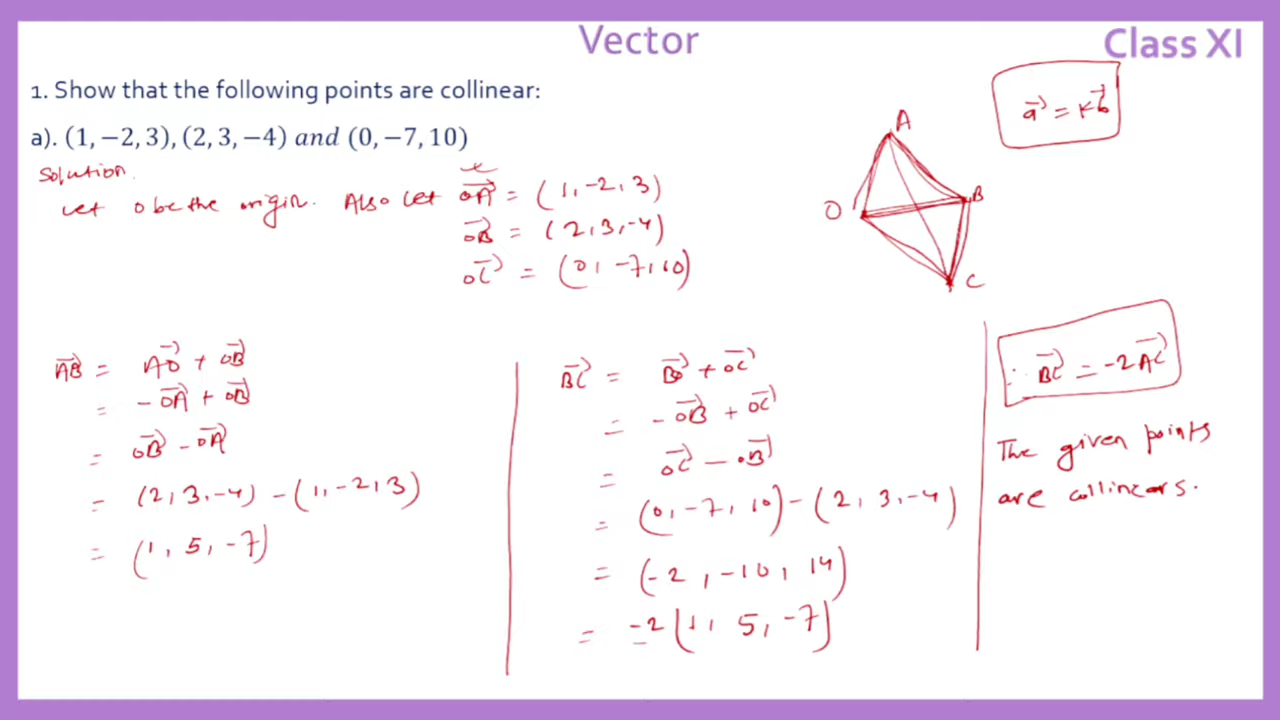 Vector
Class XI
1. Show that the following points are collinear:
a). (1, −2, 3), (2, 3, −4) and (0, −7, 10)
Solution.
Let O be the origin. Also let OA⃗ = (1, -2, 3)
OB⃗ = (2, 3, -4)
OC⃗ = (0, -7, 10)
A
O
B
C
a⃗ = Kb⃗
AB⃗ = AO⃗ + OB⃗
= -OA⃗ + OB⃗
= OB⃗ - OA⃗
= (2, 3, -4) - (1, -2, 3)
= (1, 5, -7)
BC⃗ = BO⃗ + OC⃗
= -OB⃗ + OC⃗
= OC⃗ - OB⃗
= (0, -7, 10) - (2, 3, -4)
= (-2, -10, 14)
= -2(1, 5, -7)
∴ BC⃗ = -2AC⃗
The given points
are collinears.